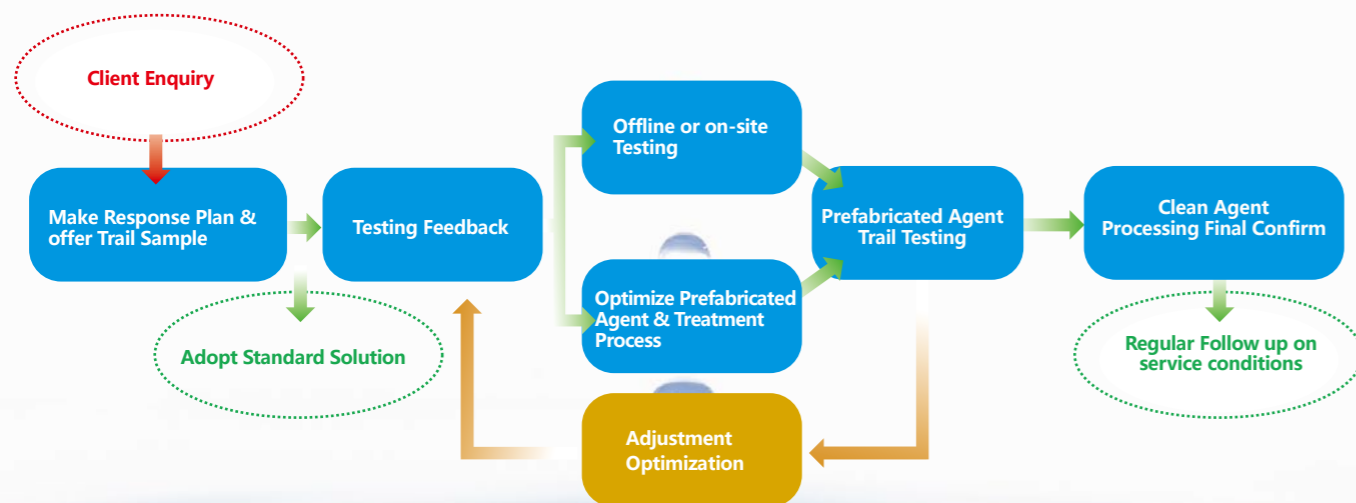 Client Enquiry
Make Response Plan &
offer Trail Sample
Adopt Standard Solution
Testing Feedback
Offline or on-site
Testing
Optimize Prefabricated
Agent & Treatment
Process
Adjustment
Optimization
Prefabricated Agent
Trail Testing
Clean Agent
Processing Final Confirm
Regular Follow up on
service conditions